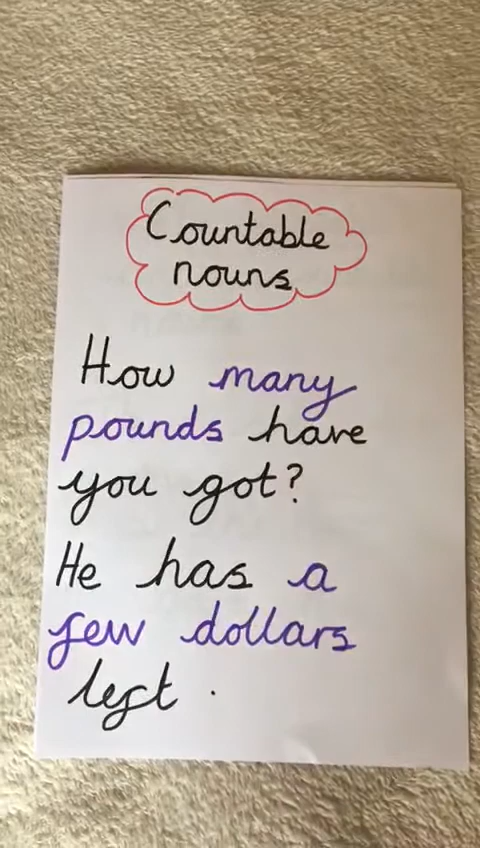 Countable
nouns
How many
pounds have
you got?
He has a
few dollars
left.